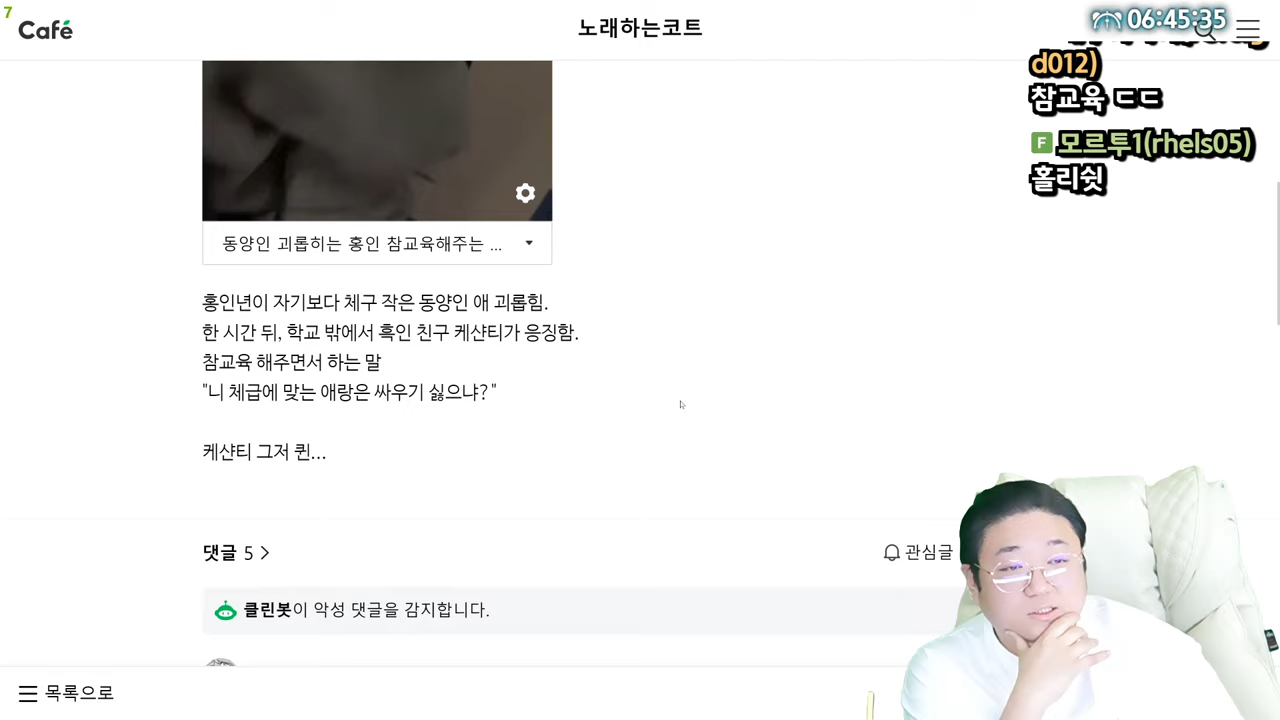 7
Café
노래하는코트
06:45:35
d012)
참교육 ㄷㄷ
F 모르투1(rhels05)
홀리쉿
동양인 괴롭히는 홍인 참교육해주는 ...
홍인년이 자기보다 체구 작은 동양인 애 괴롭힘.
한 시간 뒤, 학교 밖에서 흑인 친구 케샨티가 응징함.
참교육 해주면서 하는 말
"니 체급에 맞는 애랑은 싸우기 싫으냐?"
케샨티 그저 퀸...
댓글 5
관심글
클린봇이 악성 댓글을 감지합니다.
목록으로